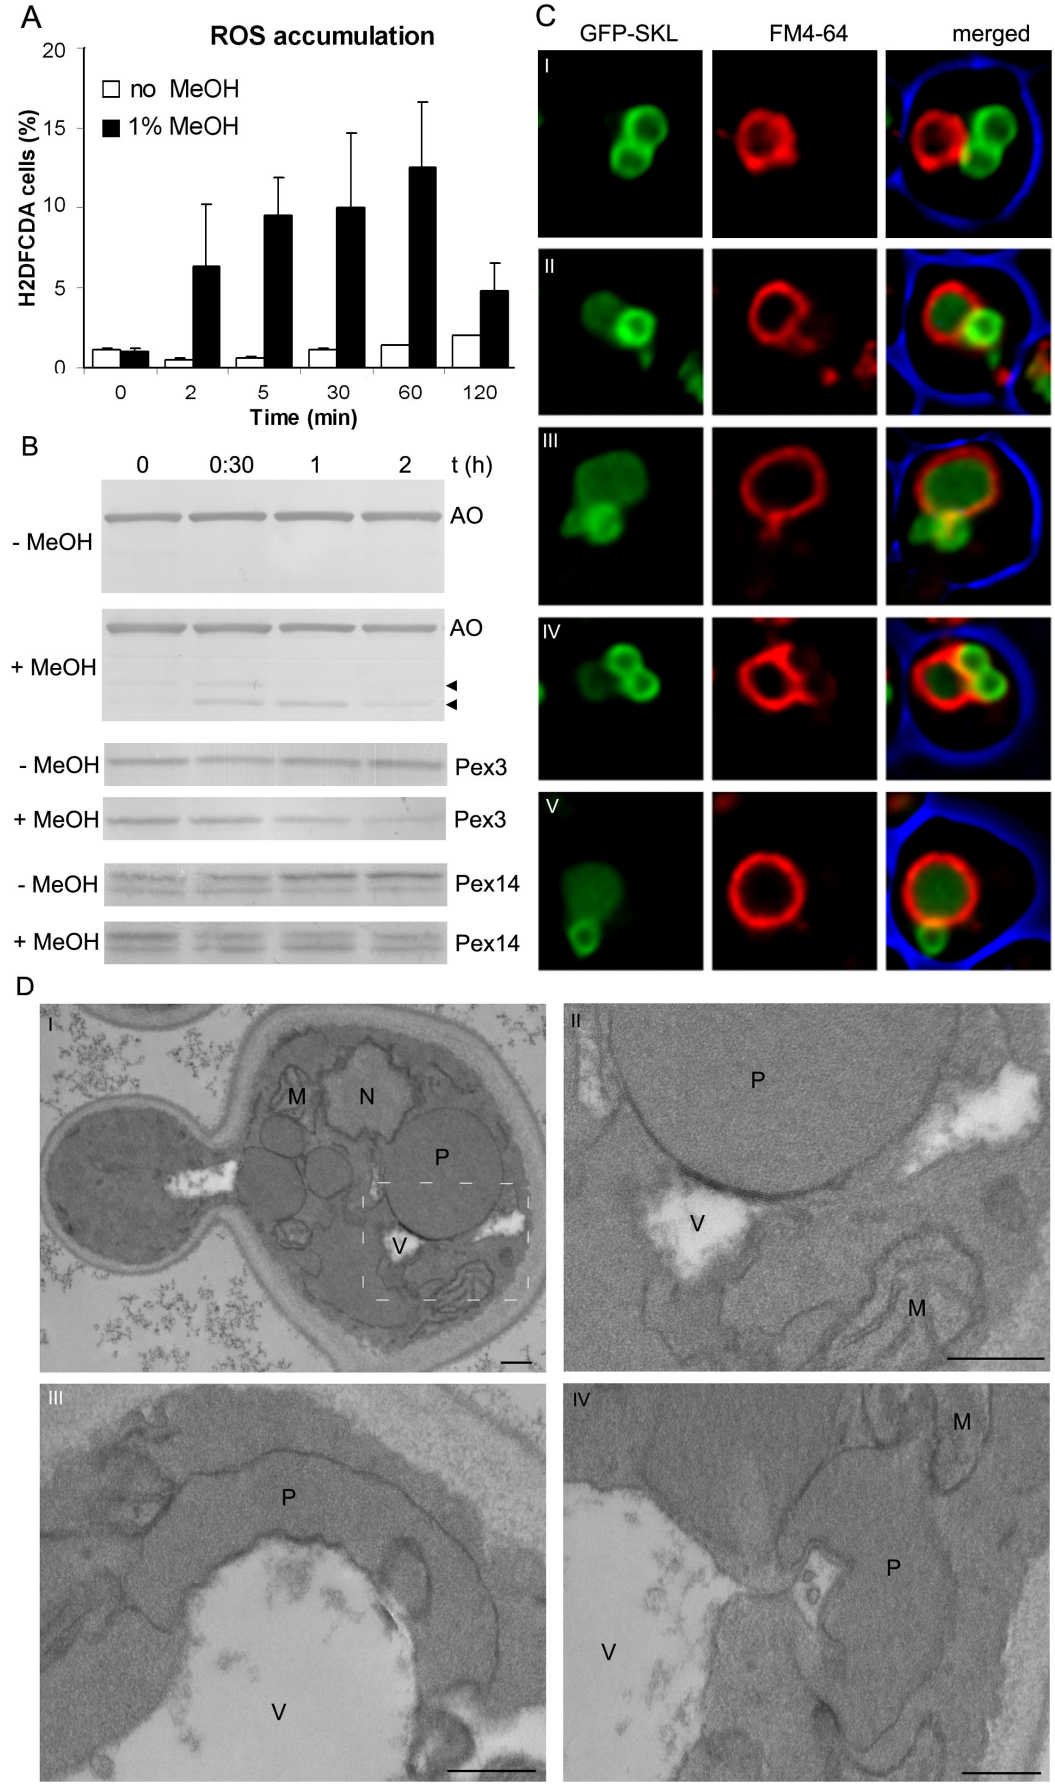 A
ROS accumulation
20
15
10
5
0
H2DFCDA cells (%)
no MeOH
1% MeOH
0 2 5 30 60 120
Time (min)
B
0 0:30 1 2 t (h)
- MeOH AO
+ MeOH AO
- MeOH Pex3
+ MeOH Pex3
- MeOH Pex14
+ MeOH Pex14
C
GFP-SKL FM4-64 merged
I
II
III
IV
V
D
I
M N
P
V
II
P
V
M
III
P
V
IV
M
P
V